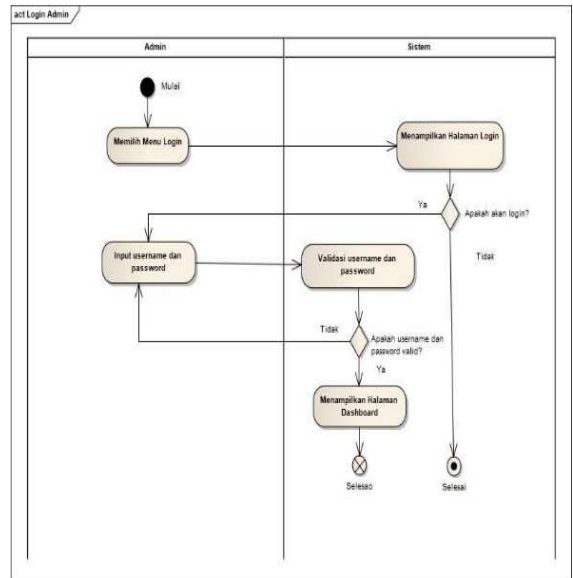 act Login Admin
Admin
Sistem
Mulai
Memilih Menu Login
Menampilkan Halaman Login
Ya
Apakah akan login?
Input username dan
password
Validasi username dan
password
Tidak
Tidak
Apakah username dan
password valid?
Ya
Menampilkan Halaman
Dashboard
Selesao
Selesai